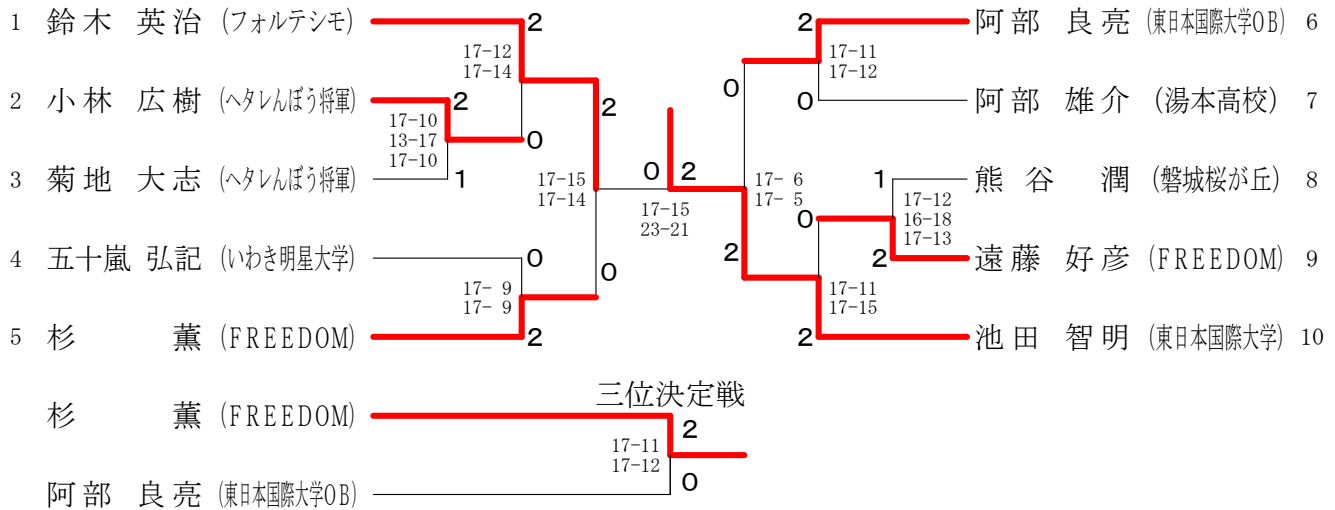 1 鈴木 英治 (フォルテシモ) 2
17-12
17-14
2 小林 広樹 (ヘタレんぼう将軍) 2
17-10
13-17
17-10
0
3 菊地 大志 (ヘタレんぼう将軍) 1
2
17-15
17-14
4 五十嵐 弘記 (いわき明星大学) 0
17- 9
17- 9
0
5 杉 薫 (FREEDOM) 2
0 2
17-15
23-21
2 阿部 良亮 (東日本国際大学OB) 6
17-11
17-12
0
0 阿部 雄介 (湯本高校) 7
17- 6
17- 5
1 熊谷 潤 (磐城桜が丘) 8
17-12
16-18
17-13
0
2 遠藤 好彦 (FREEDOM) 9
2
17-11
17-15
2 池田 智明 (東日本国際大学) 10
三位決定戦
杉 薫 (FREEDOM) 2
17-11
17-12
阿部 良亮 (東日本国際大学OB) 0